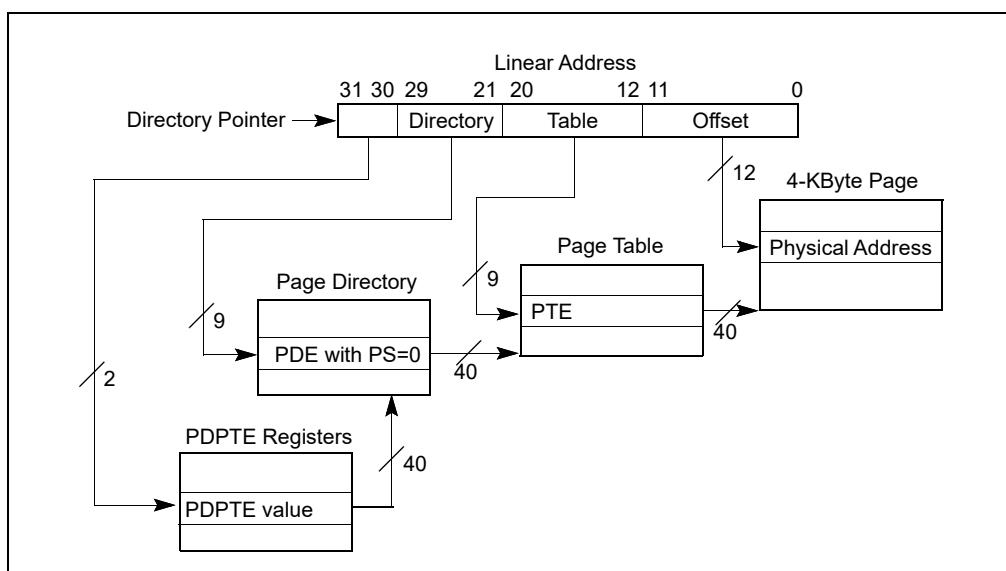 Linear Address
31 30 29 21 20 12 11 0
Directory Pointer Directory Table Offset
12
4-KByte Page
Physical Address
Page Table
9
PTE
40
Page Directory
9
PDE with PS=0
40
2
PDPTE Registers
40
PDPTE value